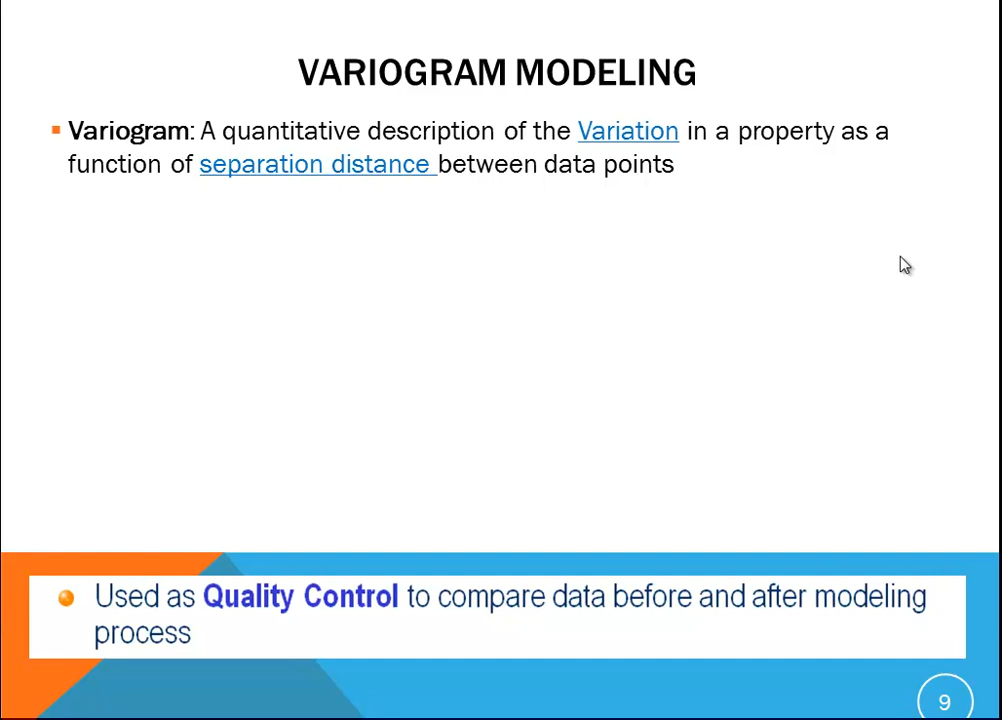 VARIOGRAM MODELING
Variogram: A quantitative description of the Variation in a property as a
function of separation distance between data points
Used as Quality Control to compare data before and after modeling
process
9